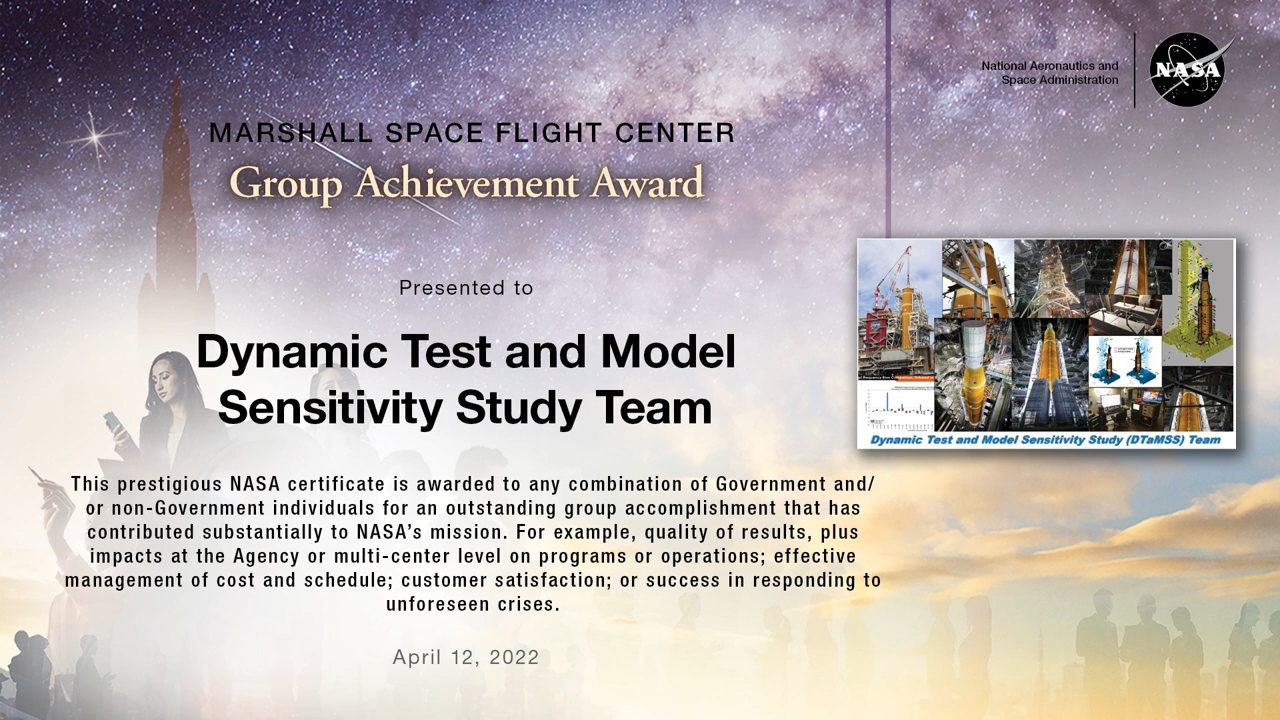 National Aeronautics and
Space Administration
NASA
MARSHALL SPACE FLIGHT CENTER
Group Achievement Award
Presented to
Dynamic Test and Model
Sensitivity Study Team
Dynamic Test and Model Sensitivity Study (DTaMSS) Team
This prestigious NASA certificate is awarded to any combination of Government and/
or non-Government individuals for an outstanding group accomplishment that has
contributed substantially to NASA’s mission. For example, quality of results, plus
impacts at the Agency or multi-center level on programs or operations; effective
management of cost and schedule; customer satisfaction; or success in responding to
unforeseen crises.
April 12, 2022